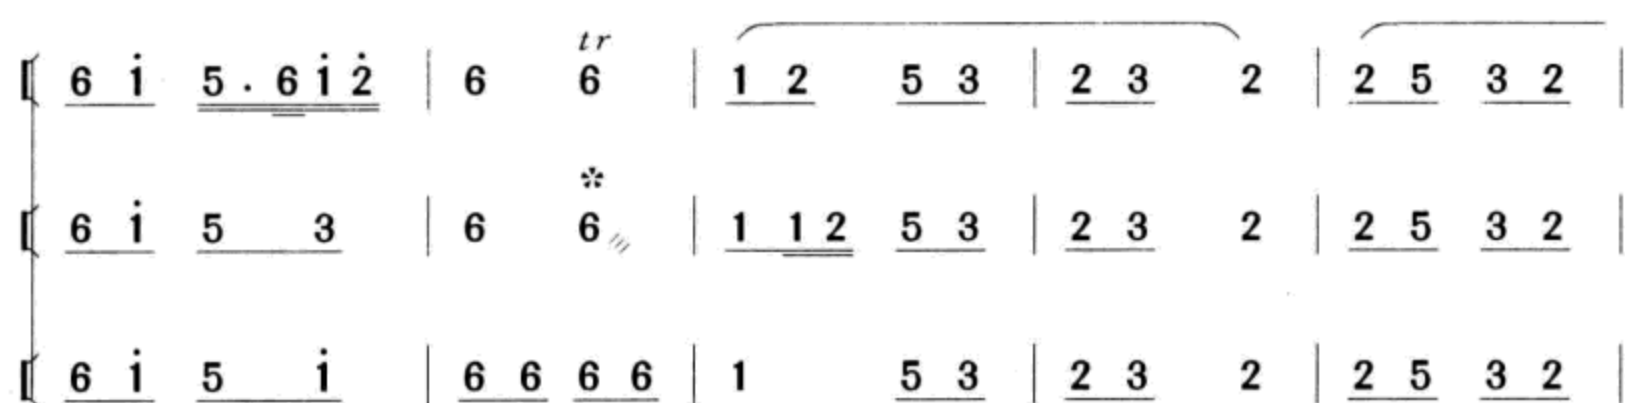 tr
6 i̇ 5 . 6 i̇ 2̇ | 6 6 | 1 2 5 3 | 2 3 2 | 2 5 3 2 |
*
6 i̇ 5 3 | 6 6 | 1 1 2 5 3 | 2 3 2 | 2 5 3 2 |
6 i̇ 5 i̇ | 6 6 6 6 | 1 5 3 | 2 3 2 | 2 5 3 2 |